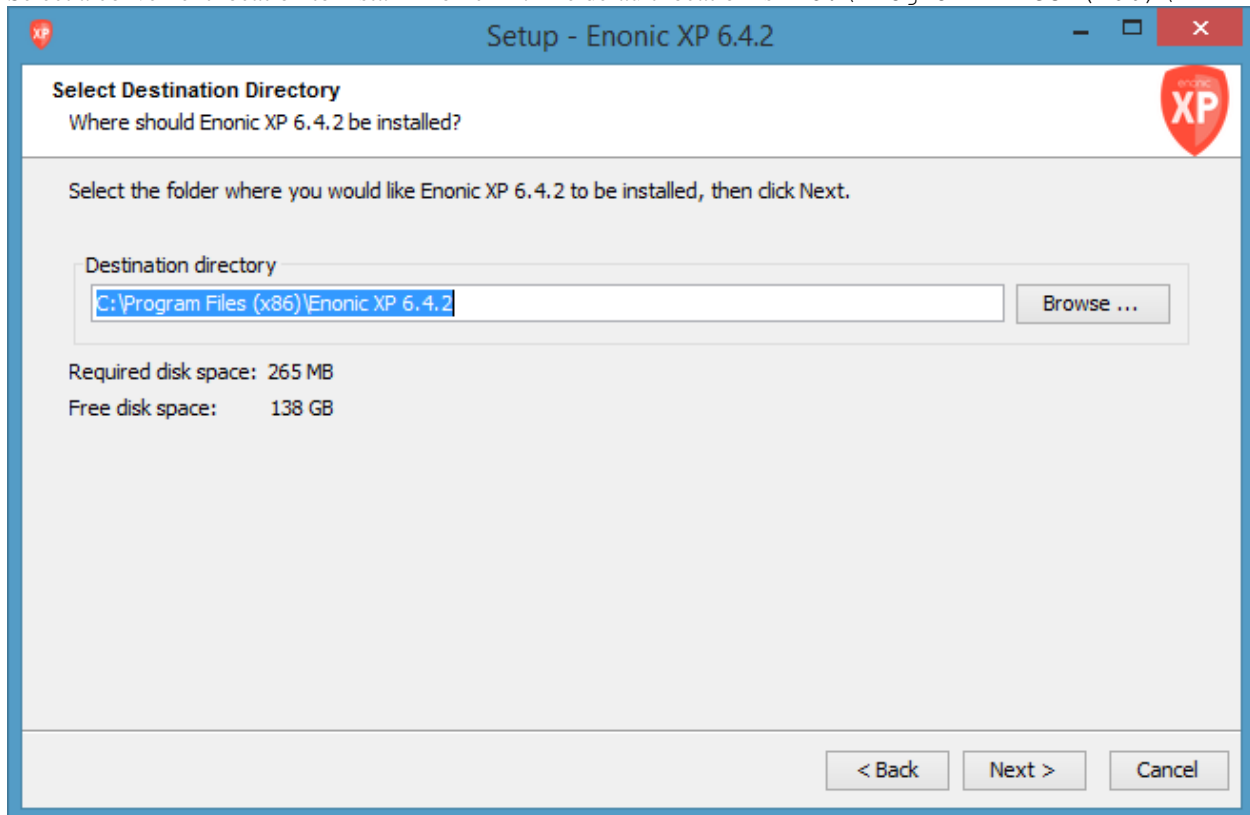 XP
Setup - Enonic XP 6.4.2
Select Destination Directory
Where should Enonic XP 6.4.2 be installed?
enonic
XP
Select the folder where you would like Enonic XP 6.4.2 to be installed, then click Next.
Destination directory
C:\Program Files (x86)\Enonic XP 6.4.2
Browse ...
Required disk space: 265 MB
Free disk space: 138 GB
< Back Next > Cancel